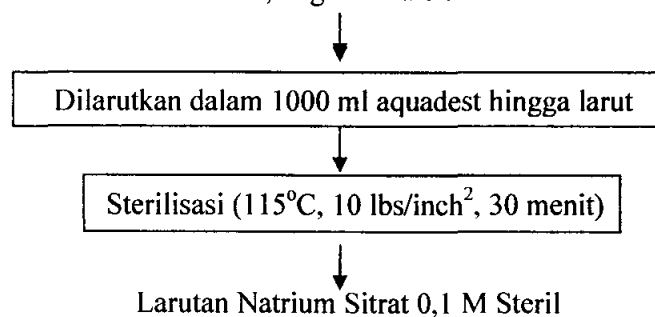 Dilarutkan dalam 1000 ml aquadest hingga larut
Sterilisasi (115°C, 10 lbs/inch², 30 menit)
Larutan Natrium Sitrat 0,1 M Steril